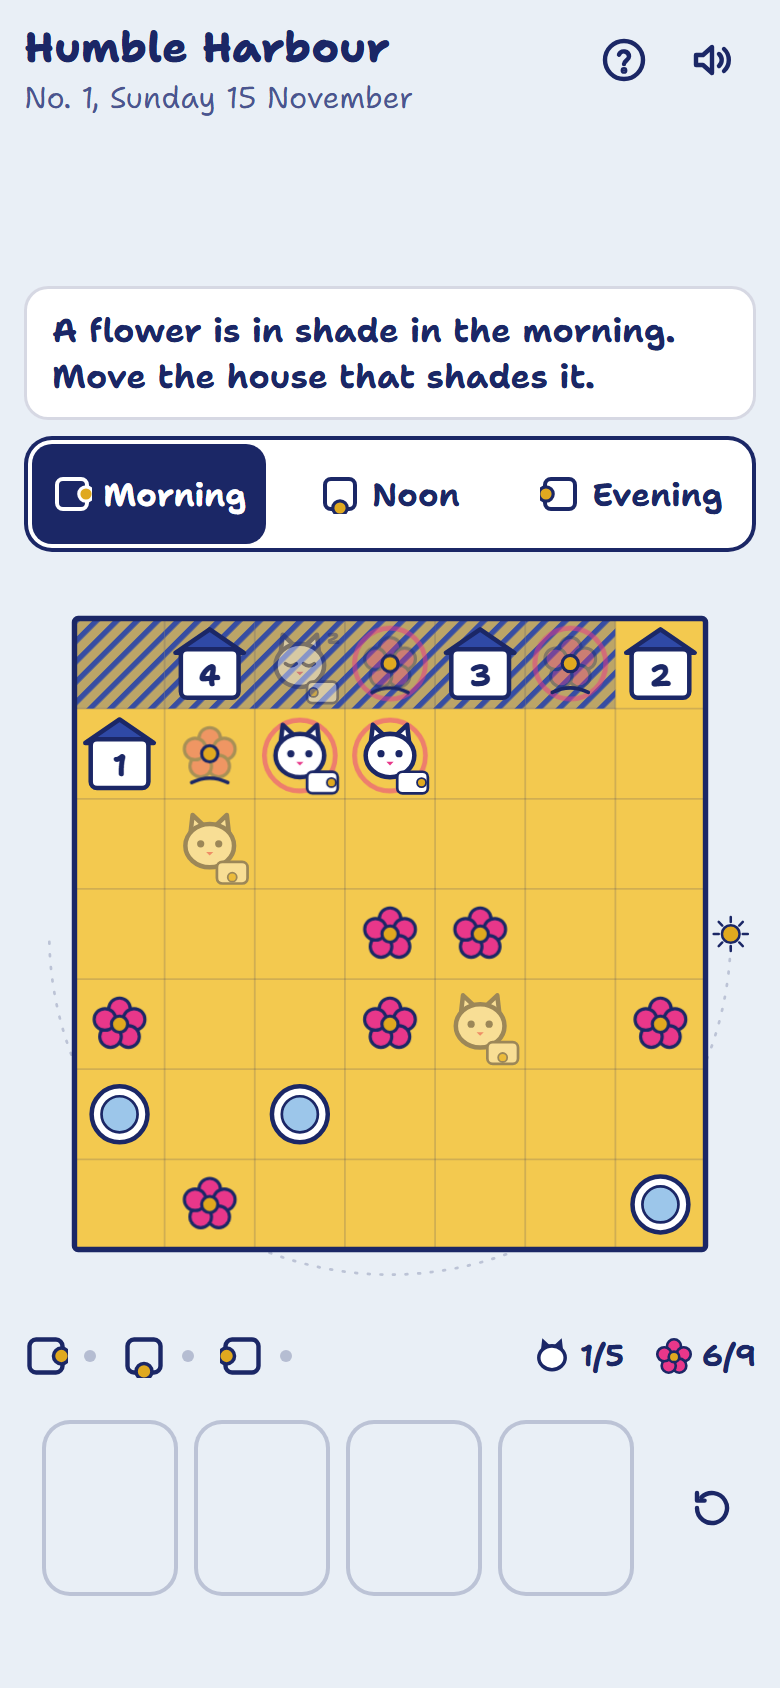 Humble Harbour
No. 1, Sunday 15 November
A flower is in shade in the morning.
Move the house that shades it.
Morning Noon Evening
4 z z 3 2
1
1/5 6/9